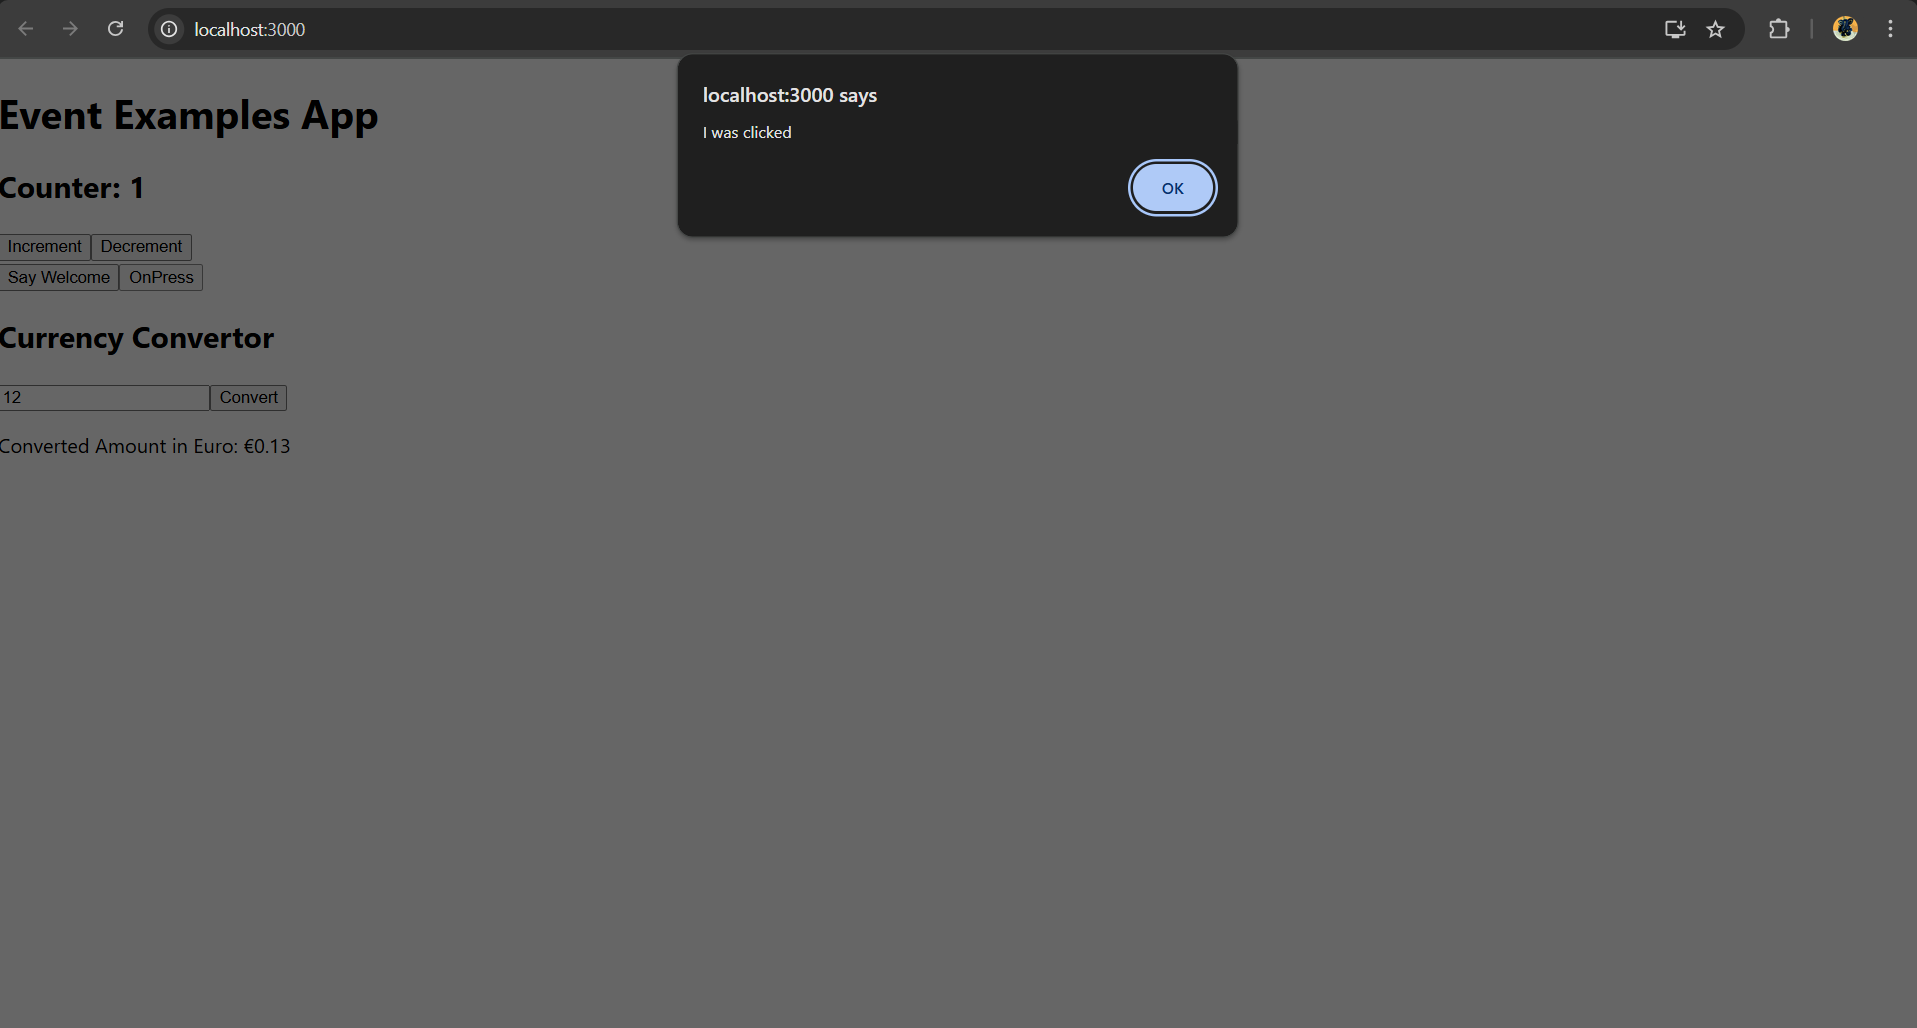 localhost:3000
localhost:3000 says
I was clicked
OK
Event Examples App
Counter: 1
Increment Decrement
Say Welcome OnPress
Currency Convertor
12 Convert
Converted Amount in Euro: €0.13